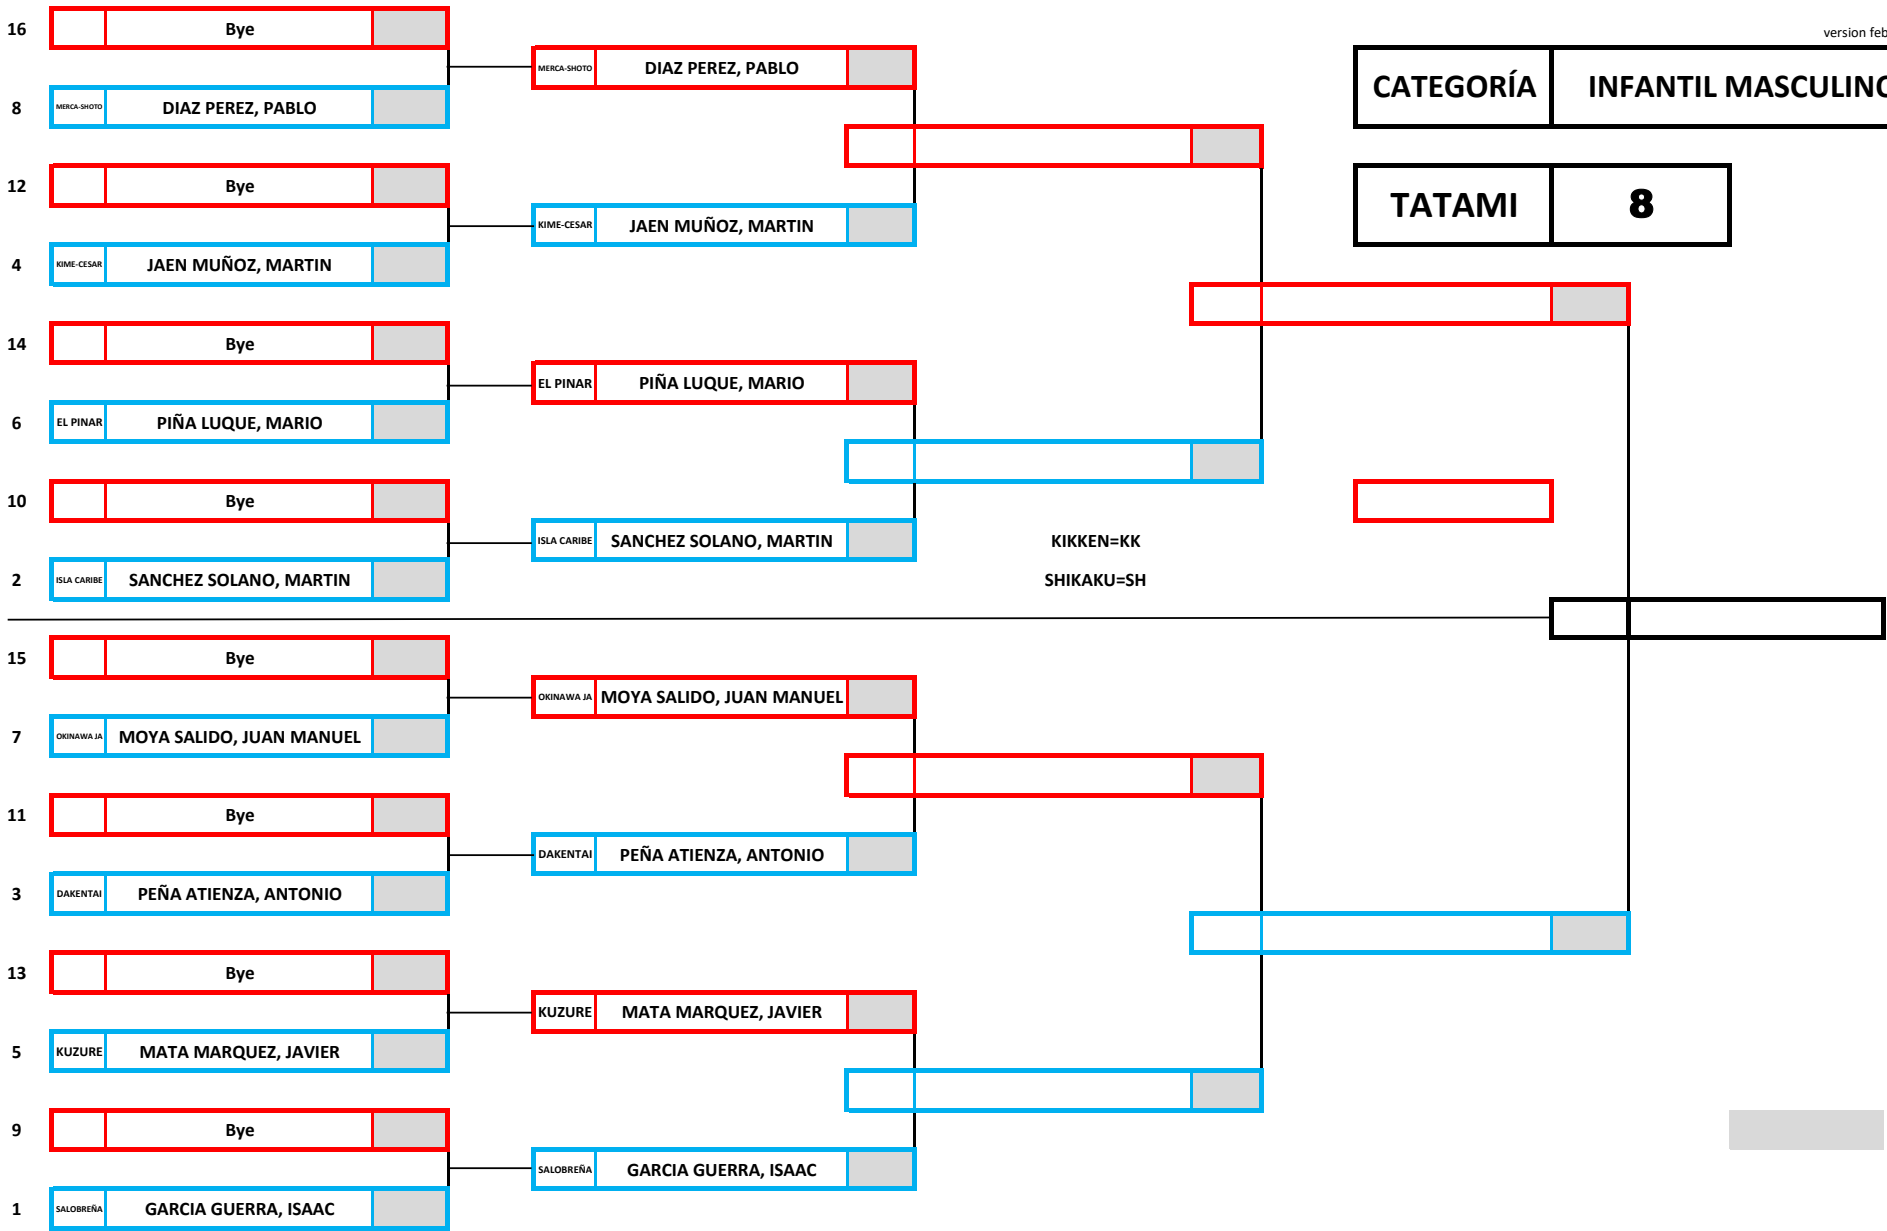 version feb
CATEGORÍA INFANTIL MASCULINO
TATAMI 8
16 Bye
MERCA-SHOTO DIAZ PEREZ, PABLO
8 MERCA-SHOTO DIAZ PEREZ, PABLO
12 Bye
KIME-CESAR JAEN MUÑOZ, MARTIN
4 KIME-CESAR JAEN MUÑOZ, MARTIN
14 Bye
EL PINAR PIÑA LUQUE, MARIO
6 EL PINAR PIÑA LUQUE, MARIO
10 Bye
ISLA CARIBE SANCHEZ SOLANO, MARTIN
KIKKEN=KK
2 ISLA CARIBE SANCHEZ SOLANO, MARTIN
SHIKAKU=SH
15 Bye
OKINAWA JA MOYA SALIDO, JUAN MANUEL
7 OKINAWA JA MOYA SALIDO, JUAN MANUEL
11 Bye
DAKENTAI PEÑA ATIENZA, ANTONIO
3 DAKENTAI PEÑA ATIENZA, ANTONIO
13 Bye
KUZURE MATA MARQUEZ, JAVIER
5 KUZURE MATA MARQUEZ, JAVIER
9 Bye
SALOBREÑA GARCIA GUERRA, ISAAC
1 SALOBREÑA GARCIA GUERRA, ISAAC